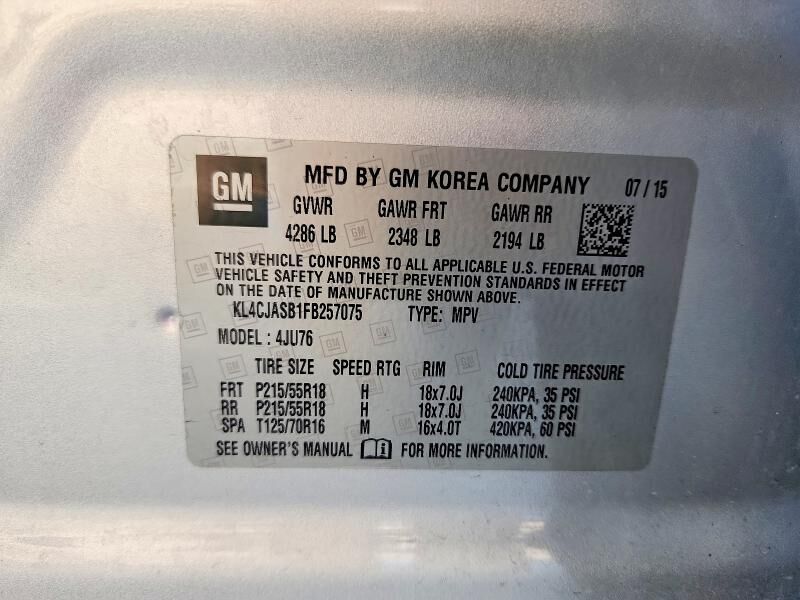 GM
MFD BY GM KOREA COMPANY 07 / 15
GVWR GAWR FRT GAWR RR
4286 LB 2348 LB 2194 LB
THIS VEHICLE CONFORMS TO ALL APPLICABLE U.S. FEDERAL MOTOR
VEHICLE SAFETY AND THEFT PREVENTION STANDARDS IN EFFECT
ON THE DATE OF MANUFACTURE SHOWN ABOVE.
KL4CJASB1FB257075 TYPE: MPV
MODEL : 4JU76
TIRE SIZE SPEED RTG RIM COLD TIRE PRESSURE
FRT P215/55R18 H 18x7.0J 240KPA, 35 PSI
RR P215/55R18 H 18x7.0J 240KPA, 35 PSI
SPA T125/70R16 M 16x4.0T 420KPA, 60 PSI
SEE OWNER'S MANUAL FOR MORE INFORMATION.